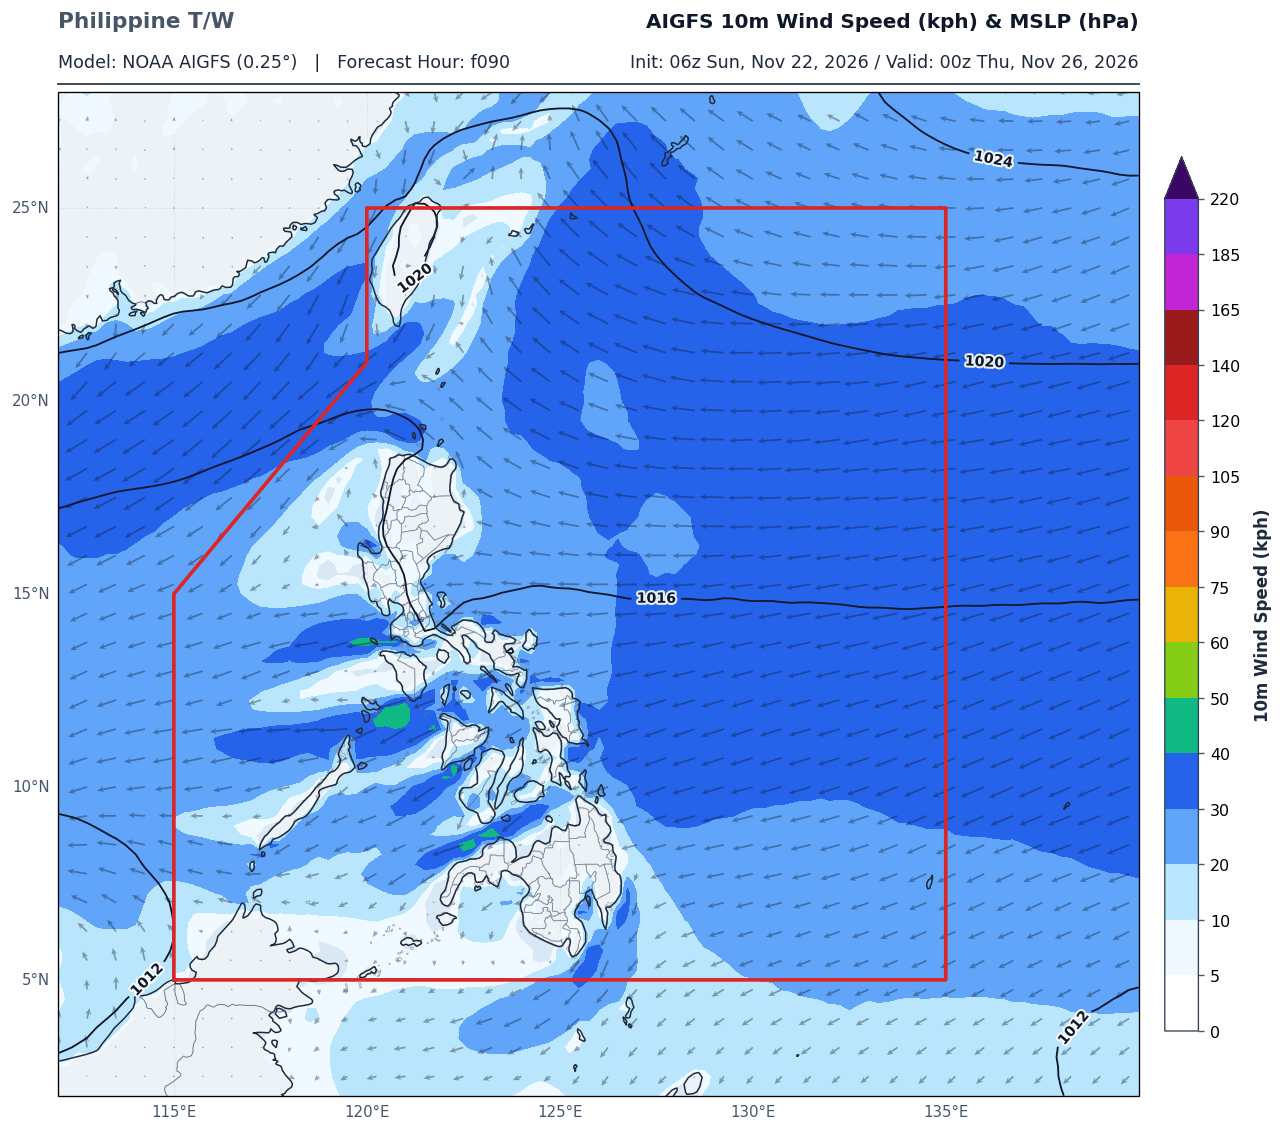 Philippine T/W
AIGFS 10m Wind Speed (kph) & MSLP (hPa)
Model: NOAA AIGFS (0.25°) | Forecast Hour: f090
Init: 06z Sun, Nov 22, 2026 / Valid: 00z Thu, Nov 26, 2026
1024
25°N
1020
1020
20°N
15°N
1016
10°N
5°N
1012
1012
115°E
120°E
125°E
130°E
135°E
220
185
165
140
120
105
90
75
60
50
40
30
20
10
5
0
10m Wind Speed (kph)